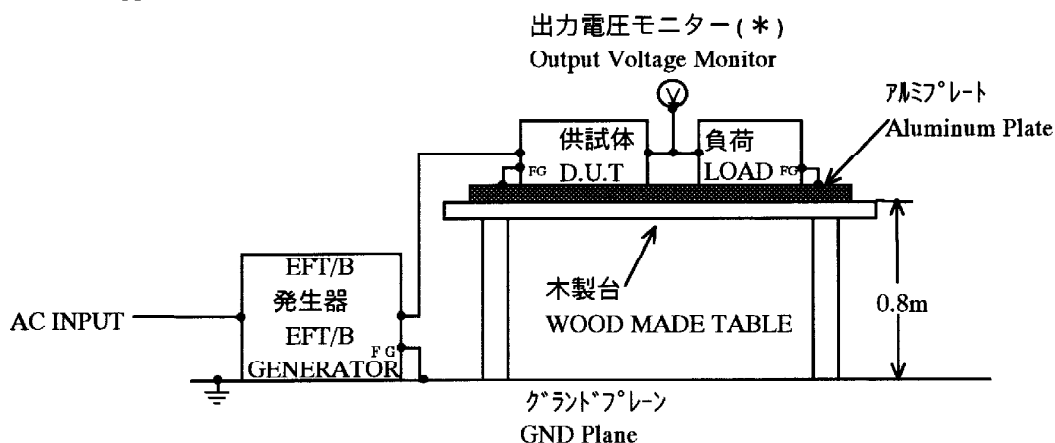 出力電圧モニター(＊)
Output Voltage Monitor
V
ｱﾙﾐﾌﾟﾚｰﾄ
Aluminum Plate
供試体
FG D.U.T
負荷
LOAD FG
EFT/B
発生器
EFT/B
FG
GENERATOR
AC INPUT
木製台
WOOD MADE TABLE
0.8m
ｸﾞﾗﾝﾄﾞﾌﾟﾚｰﾝ
GND Plane